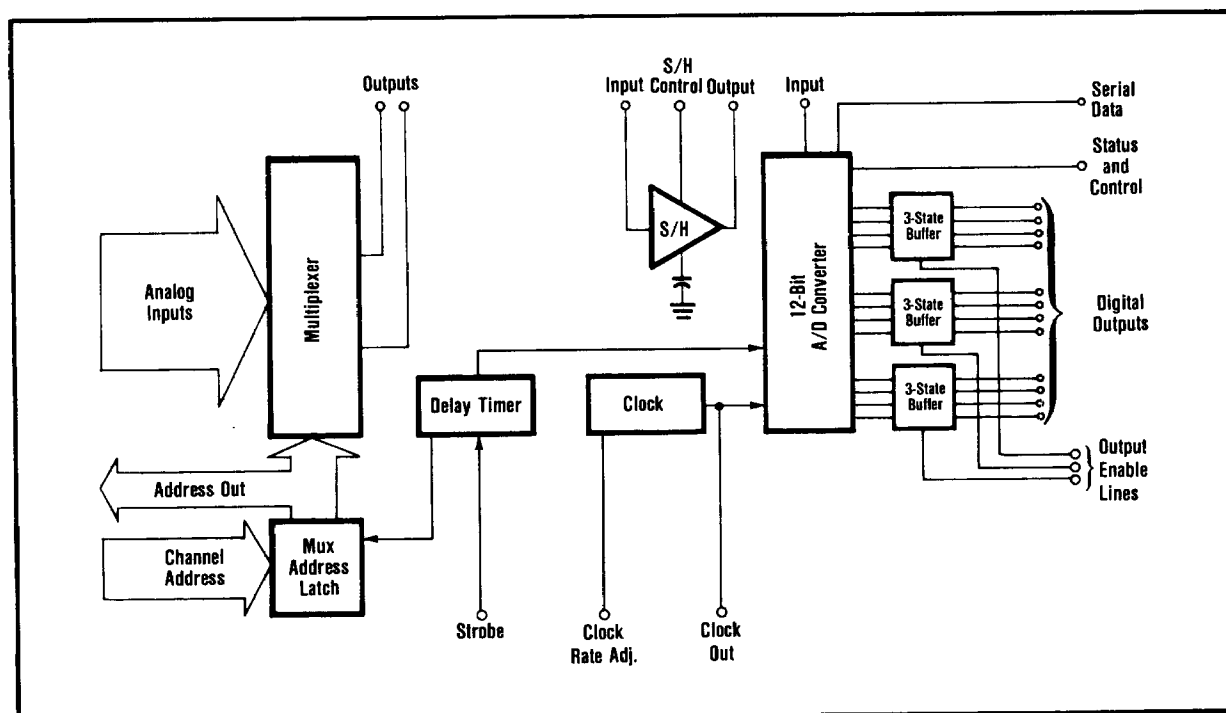 Outputs
Input
S/H
Control
Output
Input
Serial
Data
Status
and
Control
Analog
Inputs
Multiplexer
S/H
12-Bit
A/D Converter
3-State
Buffer
3-State
Buffer
3-State
Buffer
Digital
Outputs
Delay Timer
Clock
Address Out
Output
Enable
Lines
Channel
Address
Mux
Address
Latch
Strobe
Clock
Rate Adj.
Clock
Out